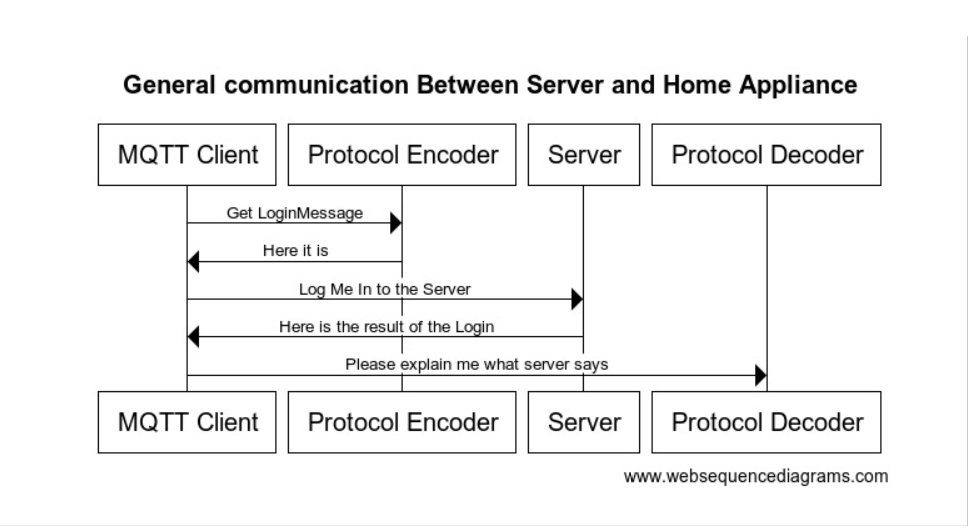 General communication Between Server and Home Appliance
MQTT Client Protocol Encoder Server Protocol Decoder
Get LoginMessage
Here it is
Log Me In to the Server
Here is the result of the Login
Please explain me what server says
MQTT Client Protocol Encoder Server Protocol Decoder
www.websequencediagrams.com